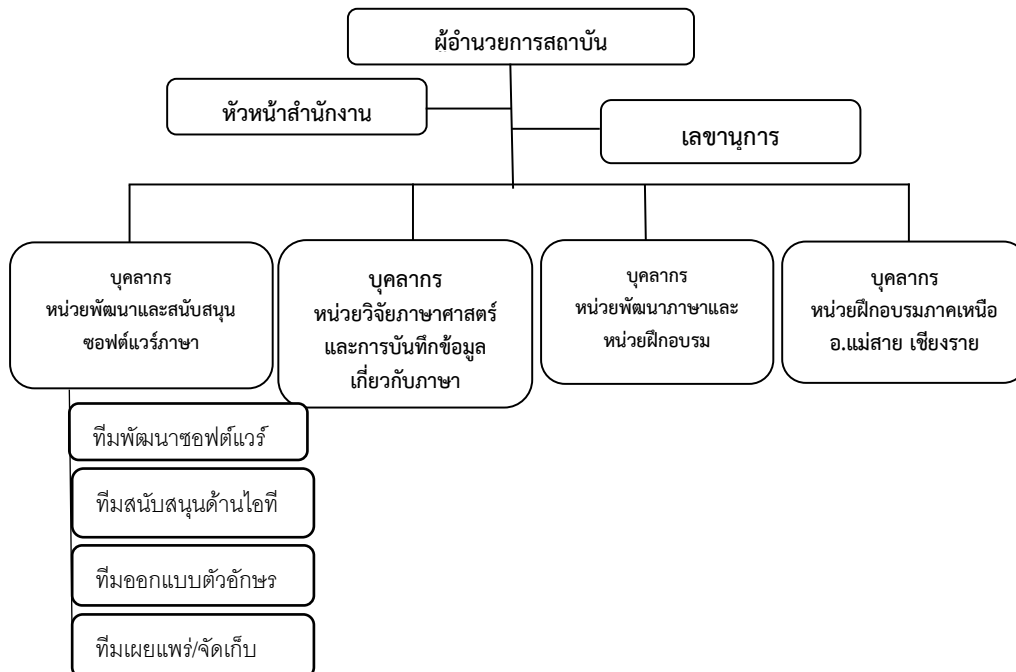 ผู้อำนวยการสถาบัน
หัวหน้าสำนักงาน
เลขานุการ
บุคลากร
หน่วยพัฒนาและสนับสนุน
ซอฟต์แวร์ภาษา
บุคลากร
หน่วยวิจัยภาษาศาสตร์
และการบันทึกข้อมูล
เกี่ยวกับภาษา
บุคลากร
หน่วยพัฒนาภาษาและ
หน่วยฝึกอบรม
บุคลากร
หน่วยฝึกอบรมภาคเหนือ
อ.แม่สาย เชียงราย
ทีมพัฒนาซอฟต์แวร์
ทีมสนับสนุนด้านไอที
ทีมออกแบบตัวอักษร
ทีมเผยแพร่/จัดเก็บ